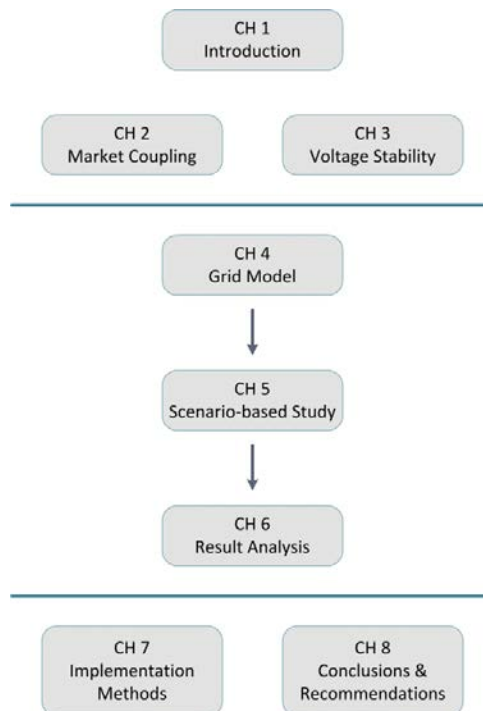 CH 1
Introduction
CH 2
Market Coupling
CH 3
Voltage Stability
CH 4
Grid Model
CH 5
Scenario-based Study
CH 6
Result Analysis
CH 7
Implementation
Methods
CH 8
Conclusions &
Recommendations